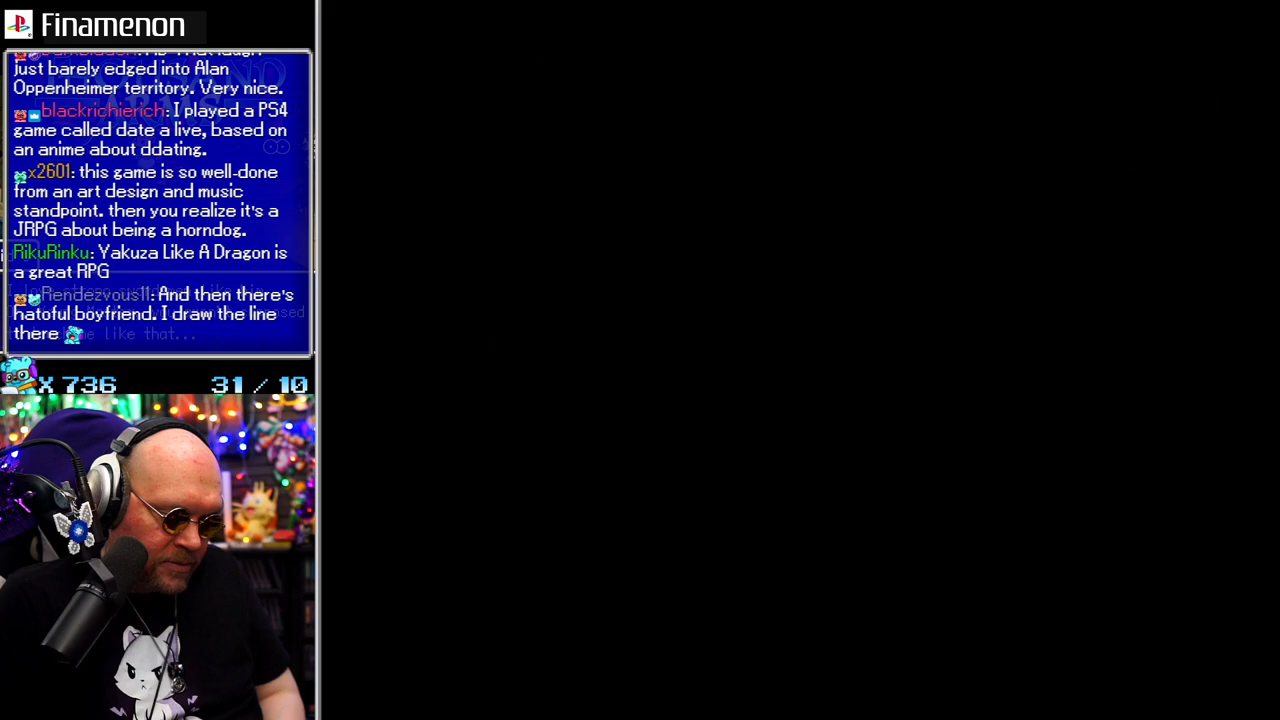 Finamenon
just barely edged into Alan
Oppenheimer territory. Very nice.
blackrichierich: I played a PS4
game called date a live, based on
an anime about ddating.
x2601: this game is so well-done
from an art design and music
standpoint. then you realize it's a
JRPG about being a horndog.
RikuRinku: Yakuza Like A Dragon is
a great RPG
Rendezvous11: And then there's
hatoful boyfriend. I draw the line
there
like that...
X 736 31 / 10